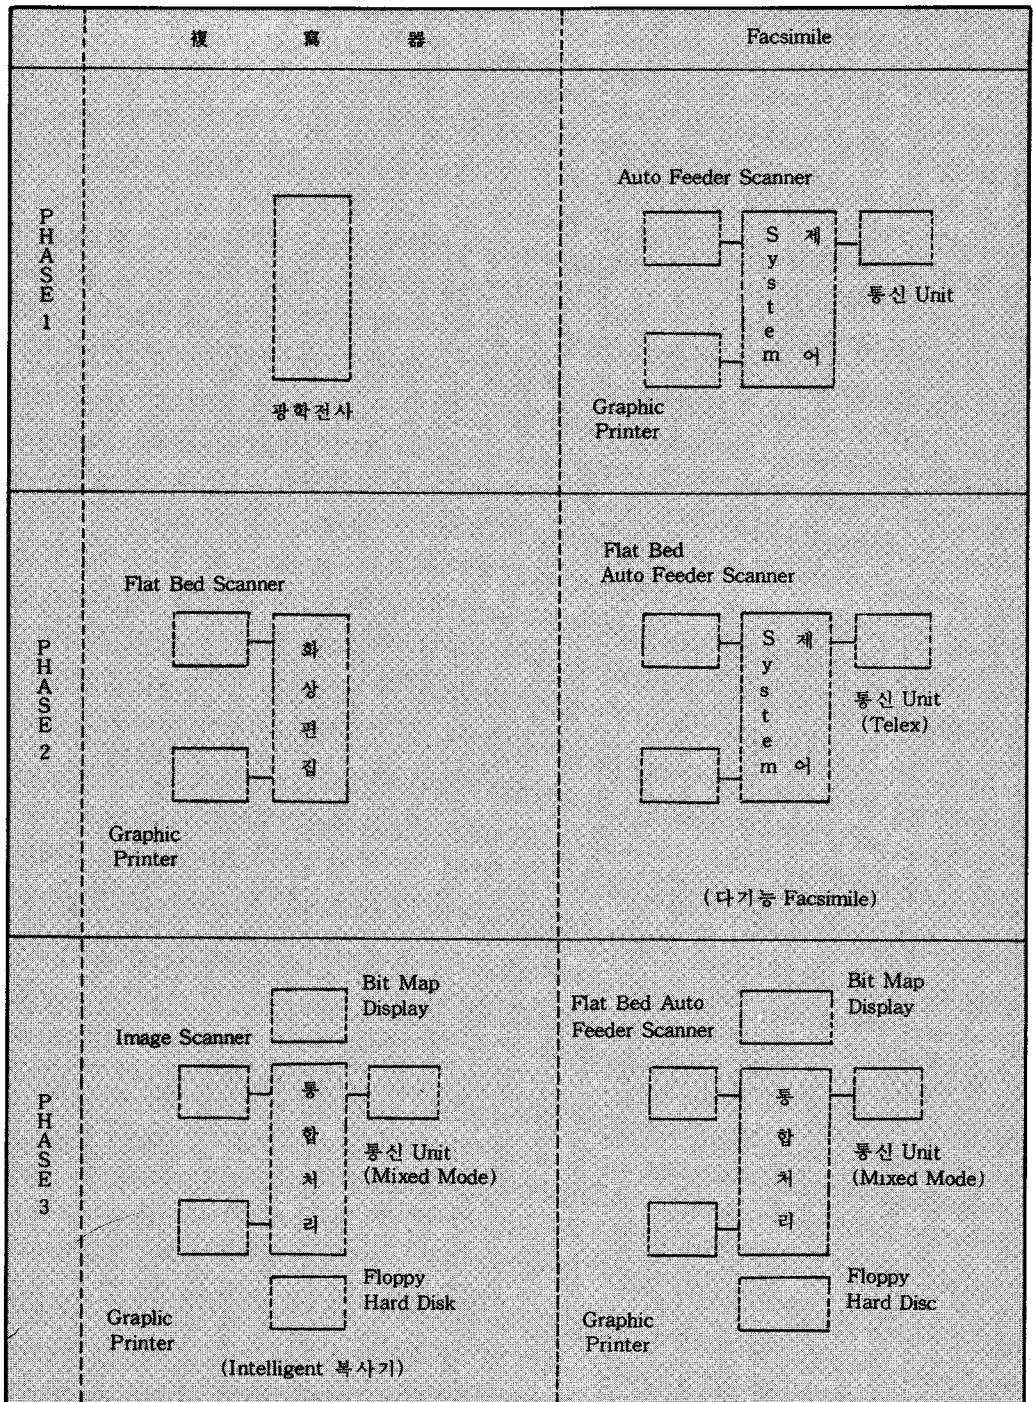 複 寫 器
Facsimile
PHASE 1
광학전사
Auto Feeder Scanner
System 제어
통신 Unit
Graphic
Printer
PHASE 2
Flat Bed Scanner
화상편집
Graphic
Printer
Flat Bed
Auto Feeder Scanner
System 제어
통신 Unit
(Telex)
(다기능 Facsimile)
PHASE 3
Bit Map
Display
Image Scanner
통합처리
통신 Unit
(Mixed Mode)
Floppy
Hard Disk
Graplic
Printer
(Intelligent 복사기)
Bit Map
Display
Flat Bed Auto
Feeder Scanner
통합처리
통신 Unit
(Mixed Mode)
Floppy
Hard Disc
Graphic
Printer